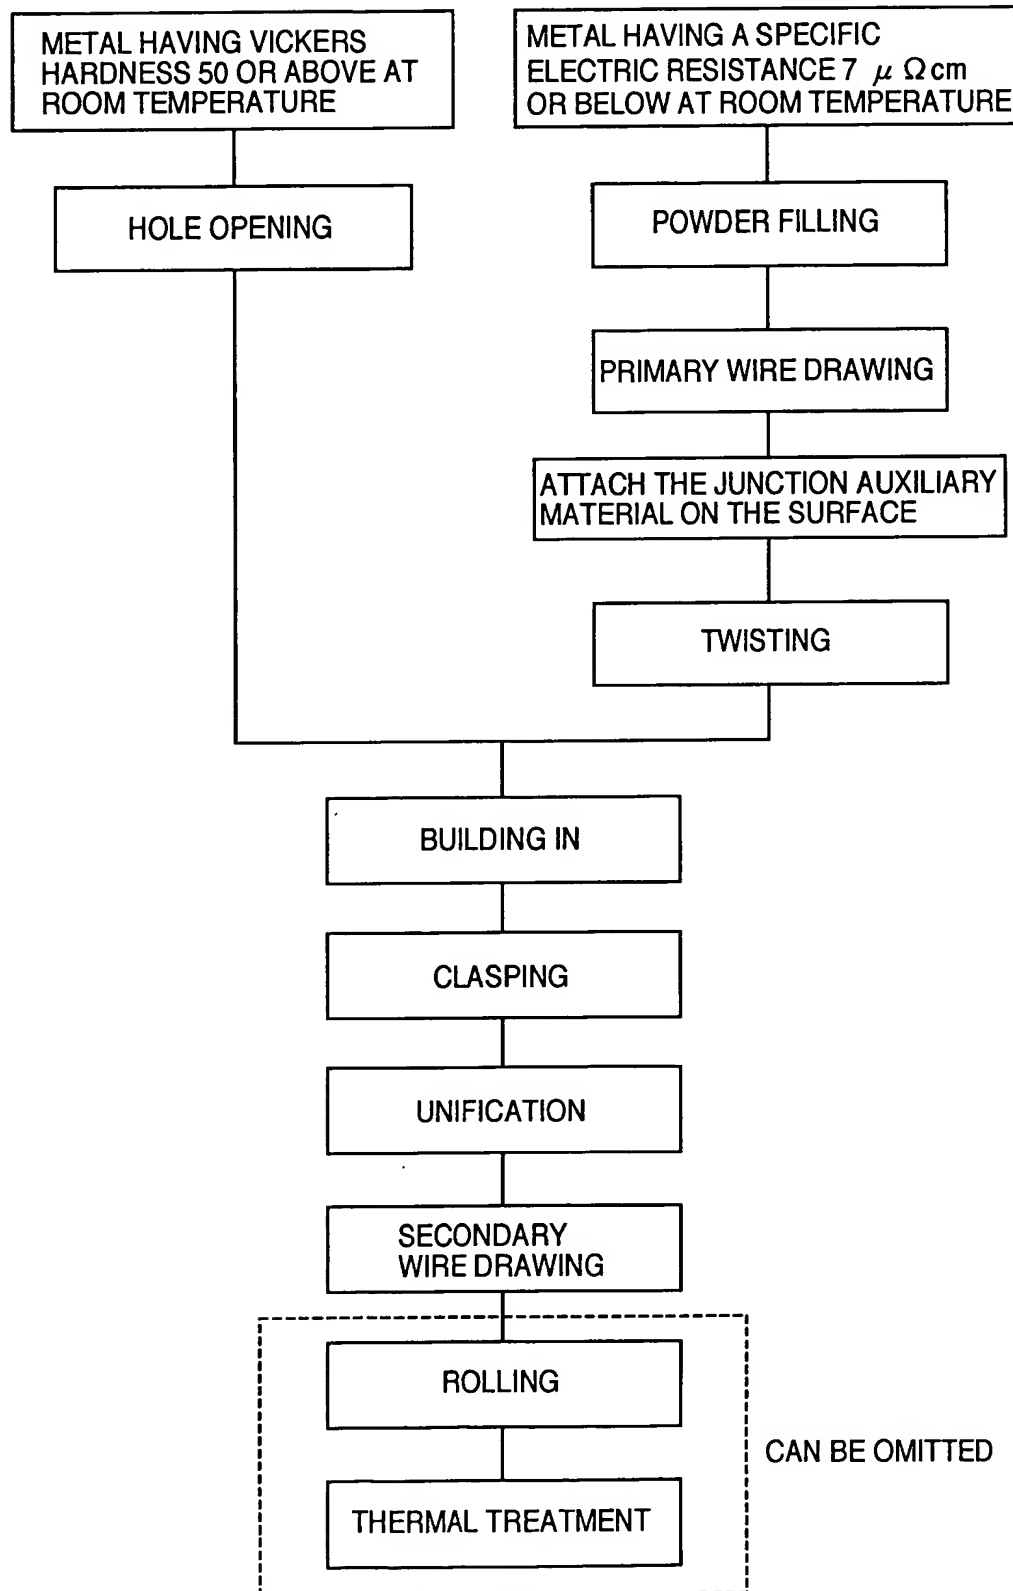 METAL HAVING VICKERS
HARDNESS 50 OR ABOVE AT
ROOM TEMPERATURE
METAL HAVING A SPECIFIC
ELECTRIC RESISTANCE 7 μ Ω cm
OR BELOW AT ROOM TEMPERATURE
HOLE OPENING
POWDER FILLING
PRIMARY WIRE DRAWING
ATTACH THE JUNCTION AUXILIARY
MATERIAL ON THE SURFACE
TWISTING
BUILDING IN
CLASPING
UNIFICATION
SECONDARY
WIRE DRAWING
ROLLING
CAN BE OMITTED
THERMAL TREATMENT